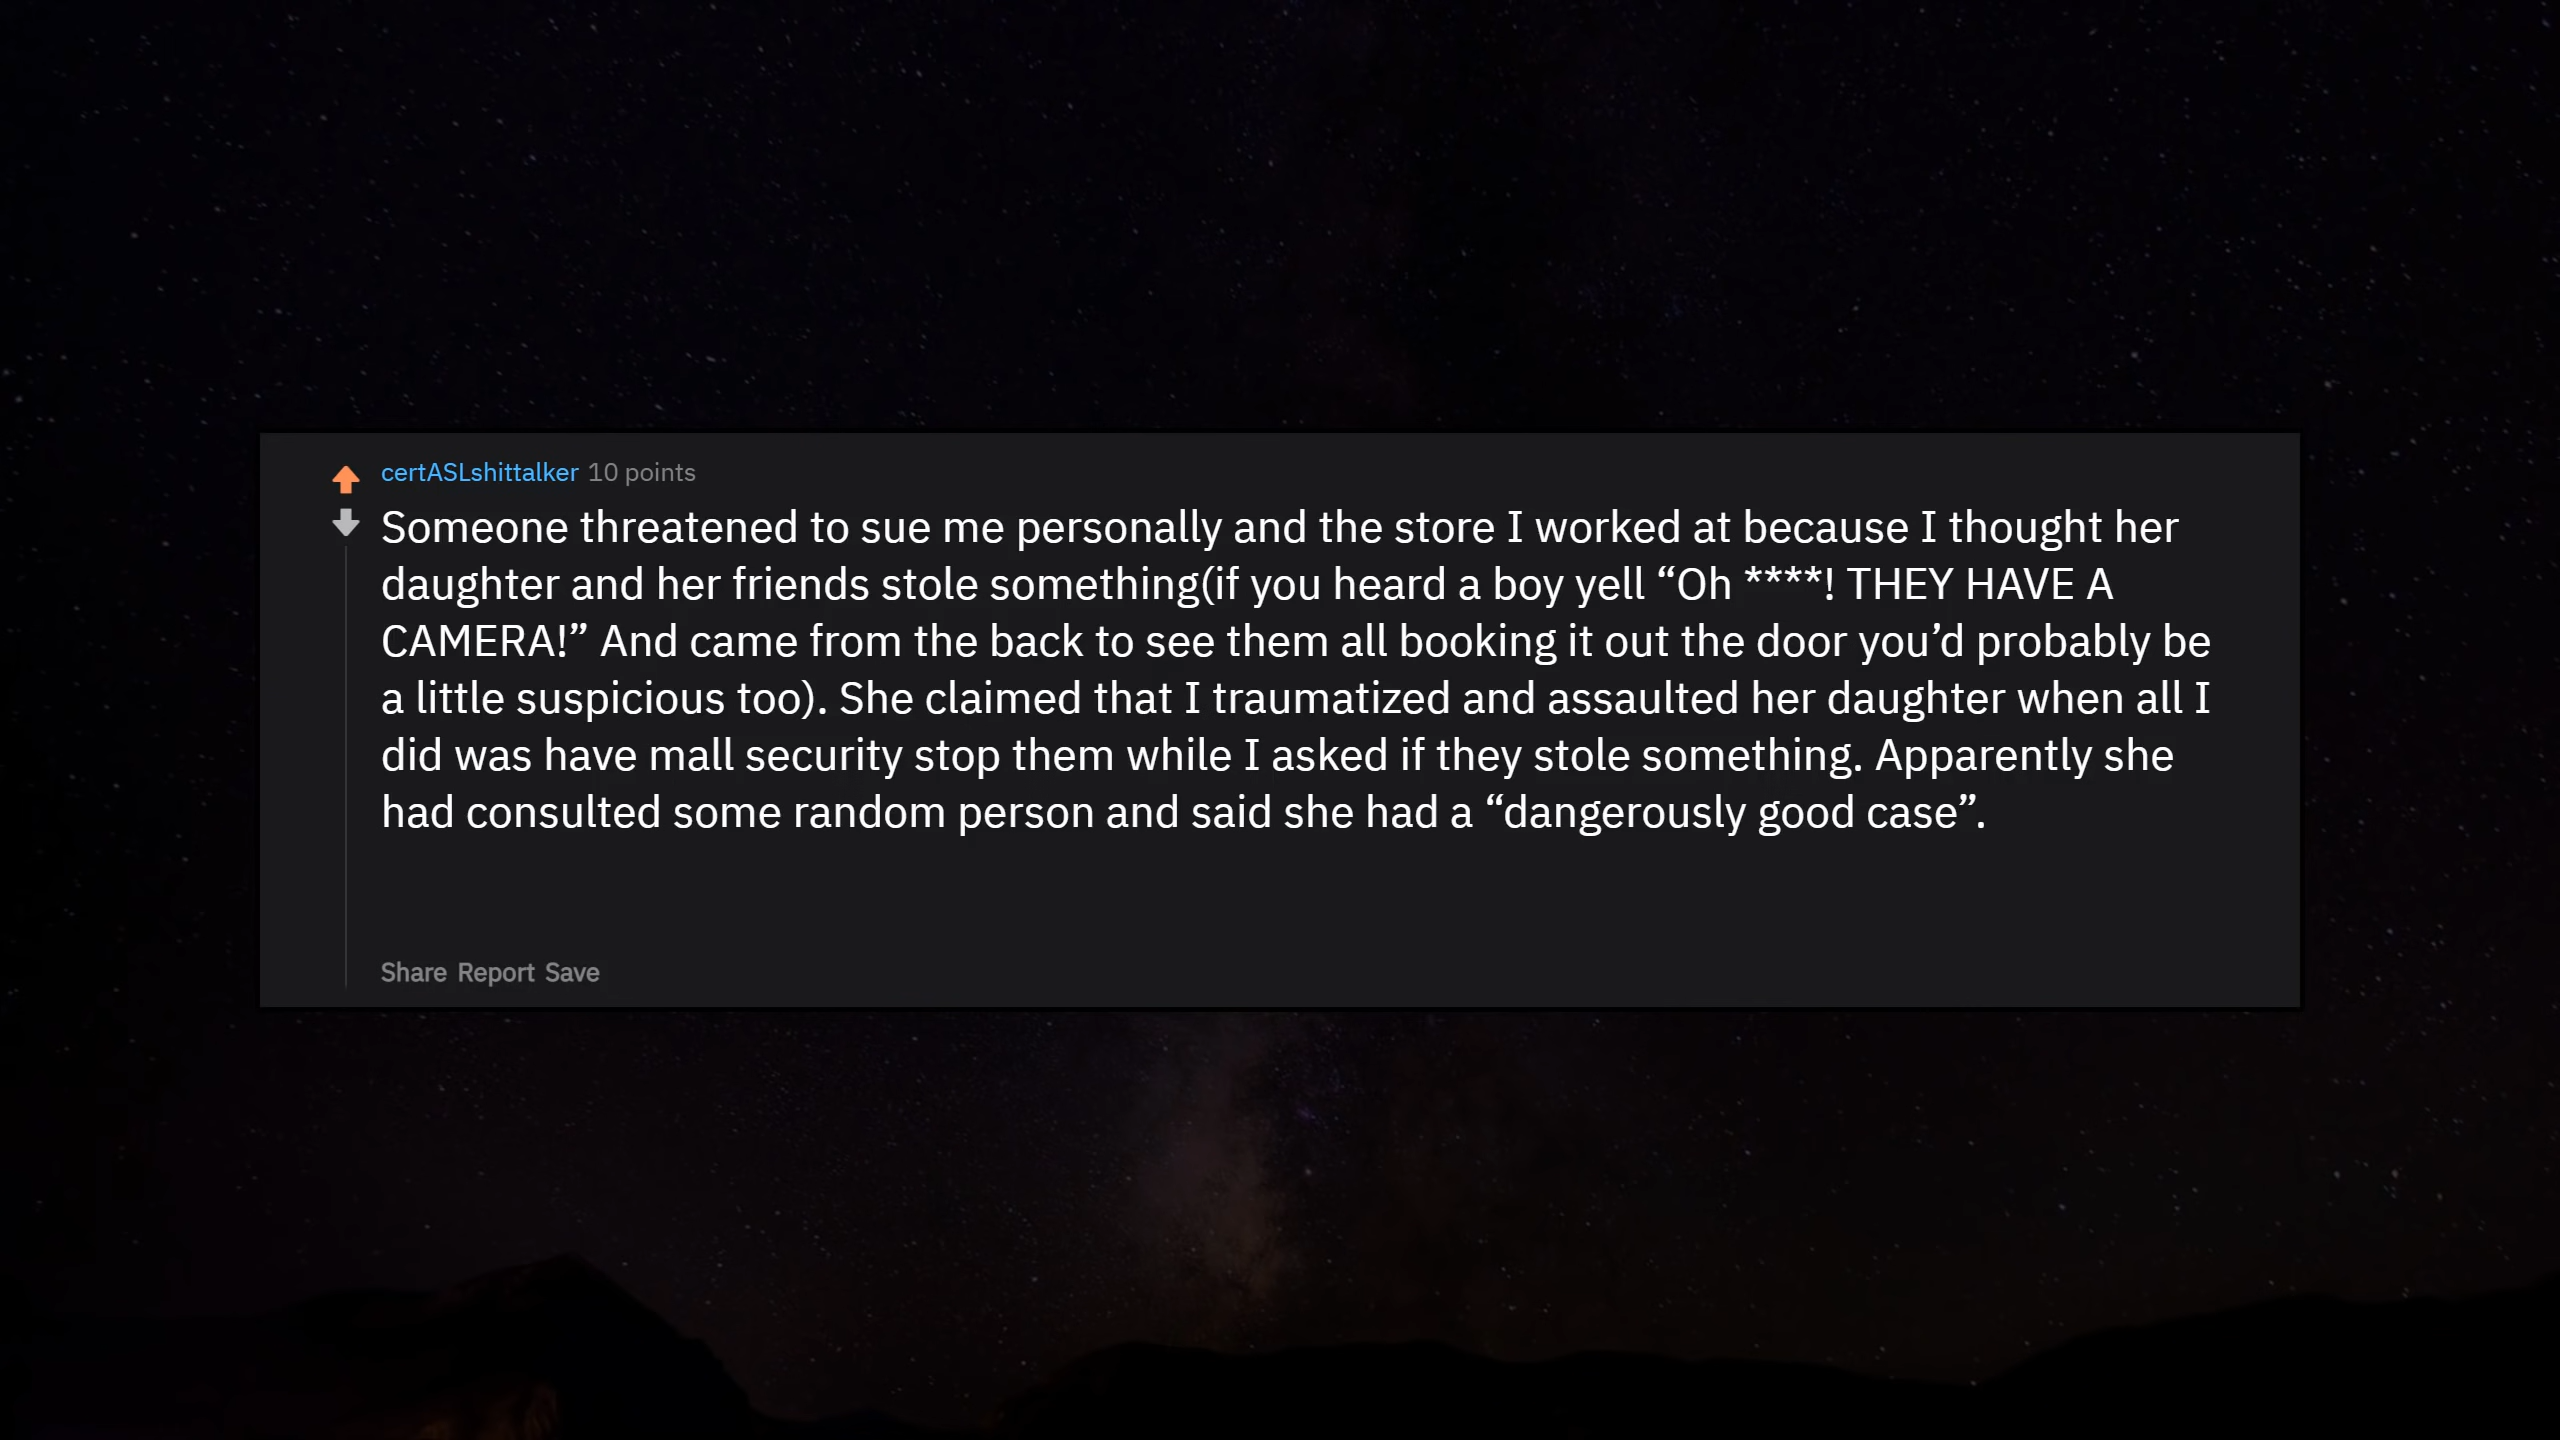 certASLshittalker 10 points
Someone threatened to sue me personally and the store I worked at because I thought her
daughter and her friends stole something(if you heard a boy yell “Oh ****! THEY HAVE A
CAMERA!” And came from the back to see them all booking it out the door you’d probably be
a little suspicious too). She claimed that I traumatized and assaulted her daughter when all I
did was have mall security stop them while I asked if they stole something. Apparently she
had consulted some random person and said she had a “dangerously good case”.
Share Report Save